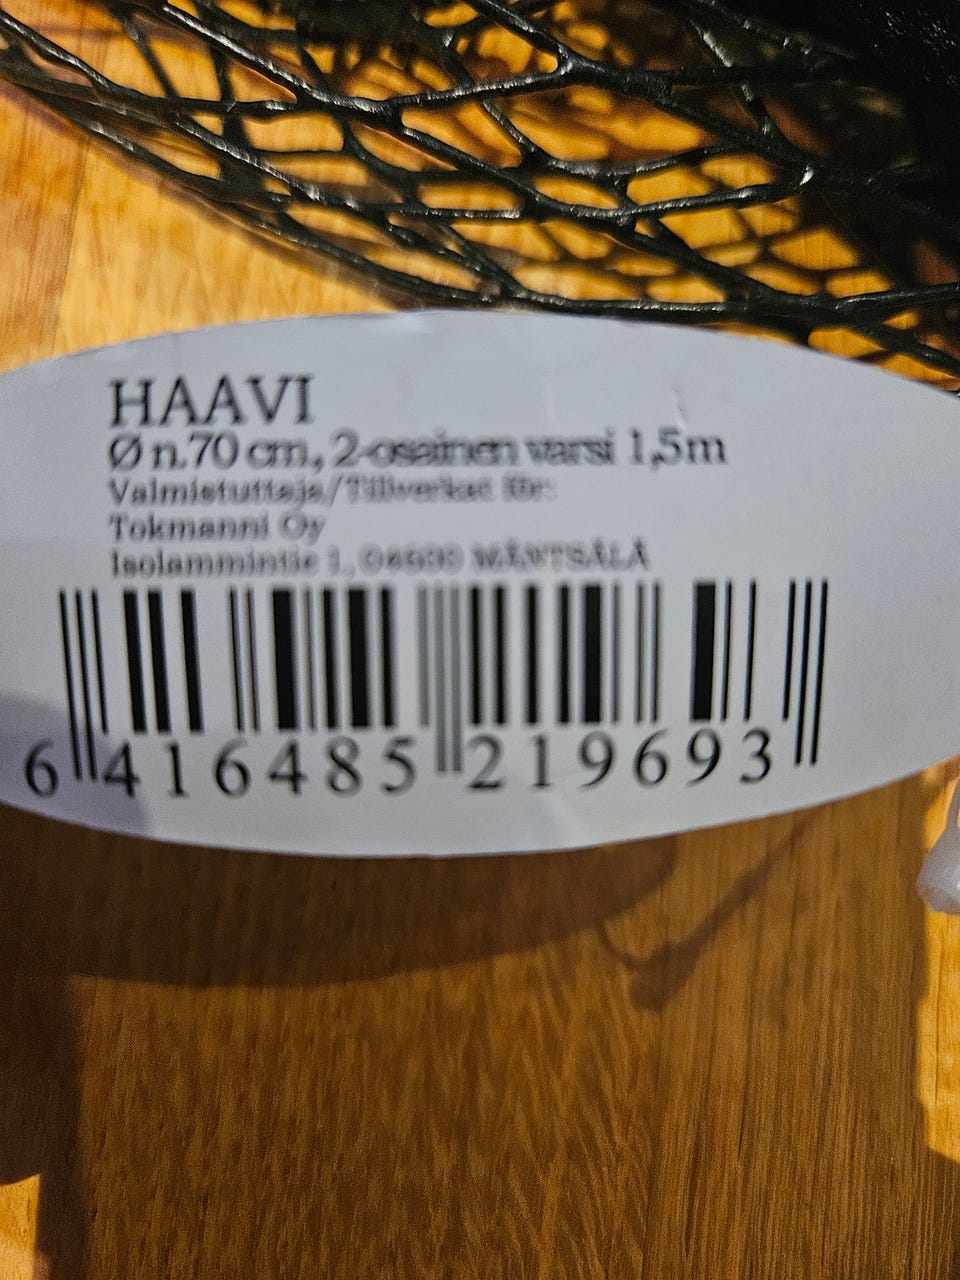 HAAVI
Ø n.70 cm, 2-osainen varsi 1,5m
Valmistuttaja/Tillverkat för:
Tokmanni Oy
Isolammintie 1, 04600 MÄNTSÄLÄ
6 416485 219693